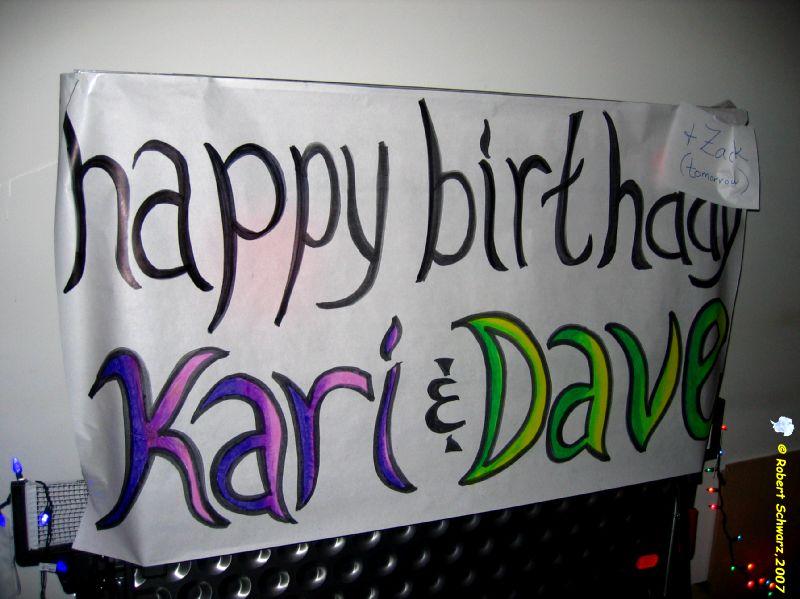 happy birthday
+ Zack
(tomorrow)
Kari & Dave
© Robert Schwarz, 2007